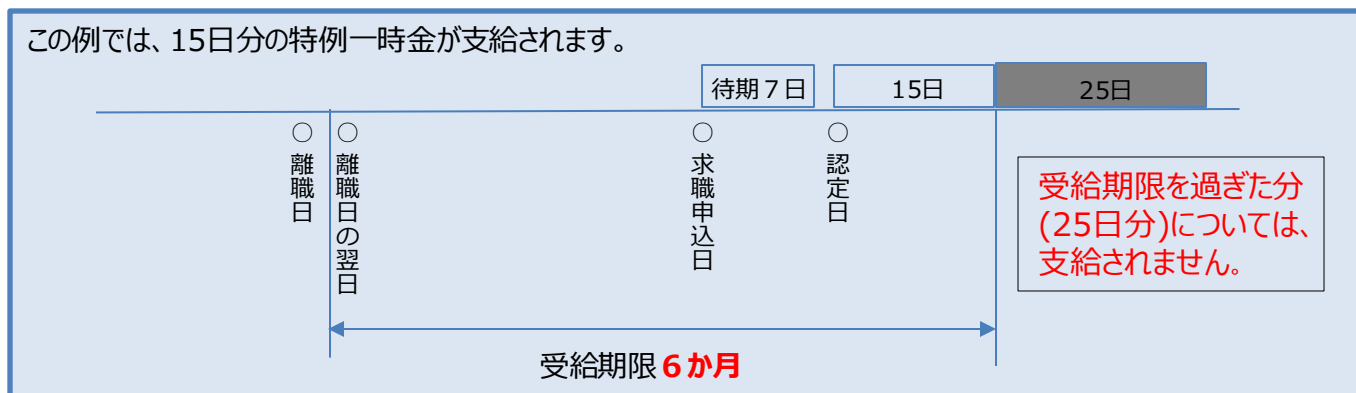 この例では、15日分の特例一時金が支給されます。
待期７日
15日
25日
○離職日
○離職日の翌日
○求職申込日
○認定日
受給期限を過ぎた分
(25日分)については、
支給されません。
受給期限６か月